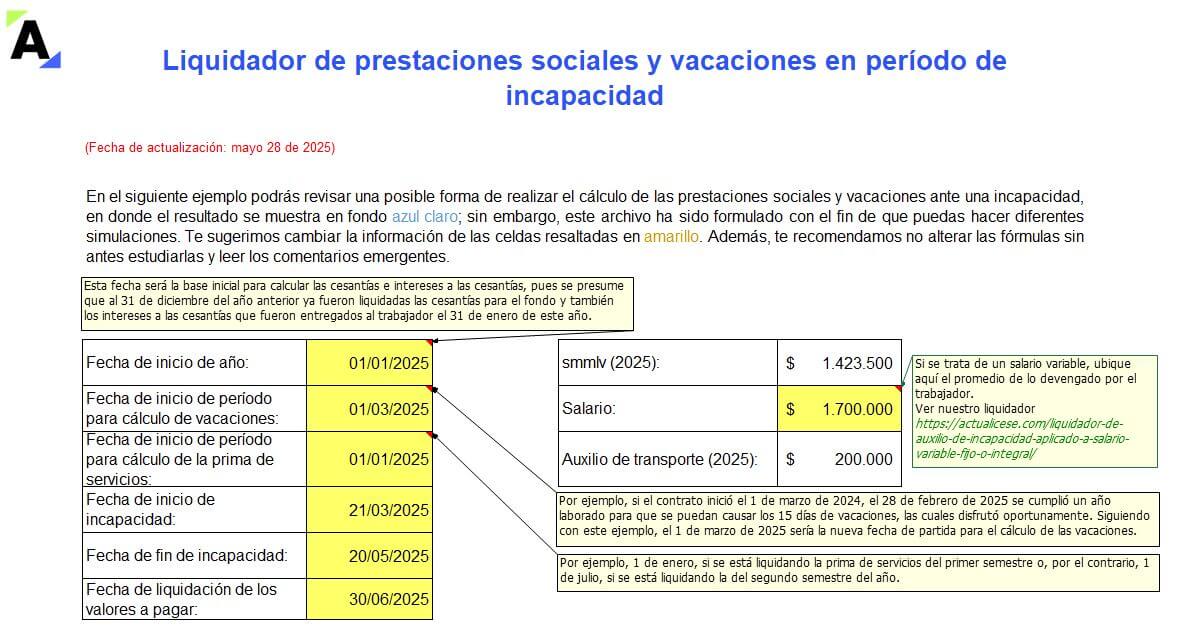 A
Liquidador de prestaciones sociales y vacaciones en período de
incapacidad
(Fecha de actualización: mayo 28 de 2025)
En el siguiente ejemplo podrás revisar una posible forma de realizar el cálculo de las prestaciones sociales y vacaciones ante una incapacidad,
en donde el resultado se muestra en fondo azul claro; sin embargo, este archivo ha sido formulado con el fin de que puedas hacer diferentes
simulaciones. Te sugerimos cambiar la información de las celdas resaltadas en amarillo. Además, te recomendamos no alterar las fórmulas sin
antes estudiarlas y leer los comentarios emergentes.
Esta fecha será la base inicial para calcular las cesantías e intereses a las cesantías, pues se presume
que al 31 de diciembre del año anterior ya fueron liquidadas las cesantías para el fondo y también
los intereses a las cesantías que fueron entregados al trabajador el 31 de enero de este año.
Fecha de inicio de año: 01/01/2025
Fecha de inicio de período
para cálculo de vacaciones: 01/03/2025
Fecha de inicio de período
para cálculo de la prima de
servicios: 01/01/2025
Fecha de inicio de
incapacidad: 21/03/2025
Fecha de fin de incapacidad: 20/05/2025
Fecha de liquidación de los
valores a pagar: 30/06/2025
smmlv (2025): $ 1.423.500
Salario: $ 1.700.000
Auxilio de transporte (2025): $ 200.000
Si se trata de un salario variable, ubique
aquí el promedio de lo devengado por el
trabajador.
Ver nuestro liquidador
https://actualicese.com/liquidador-de-
auxilio-de-incapacidad-aplicado-a-salario-
variable-fijo-o-integral/
Por ejemplo, si el contrato inició el 1 de marzo de 2024, el 28 de febrero de 2025 se cumplió un año
laborado para que se puedan causar los 15 días de vacaciones, las cuales disfrutó oportunamente. Siguiendo
con este ejemplo, el 1 de marzo de 2025 sería la nueva fecha de partida para el cálculo de las vacaciones.
Por ejemplo, 1 de enero, si se está liquidando la prima de servicios del primer semestre o, por el contrario, 1
de julio, si se está liquidando la del segundo semestre del año.